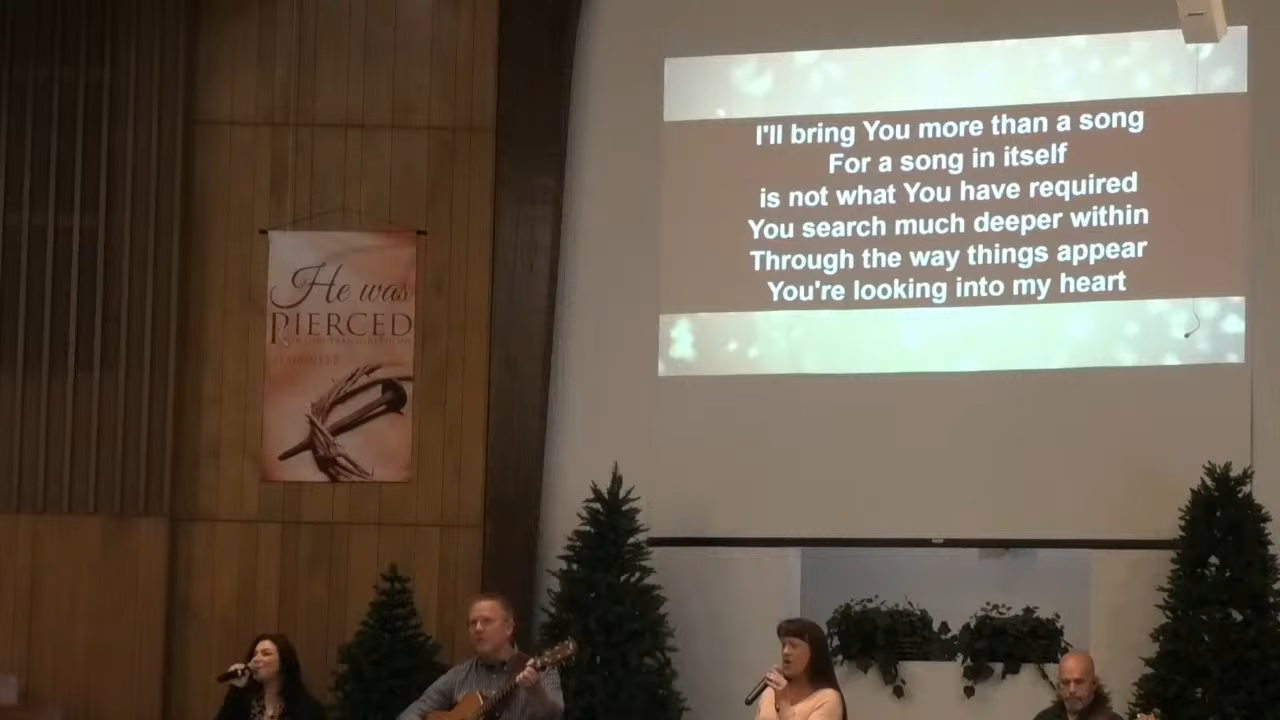 He was
PIERCED
I'll bring You more than a song
For a song in itself
is not what You have required
You search much deeper within
Through the way things appear
You're looking into my heart